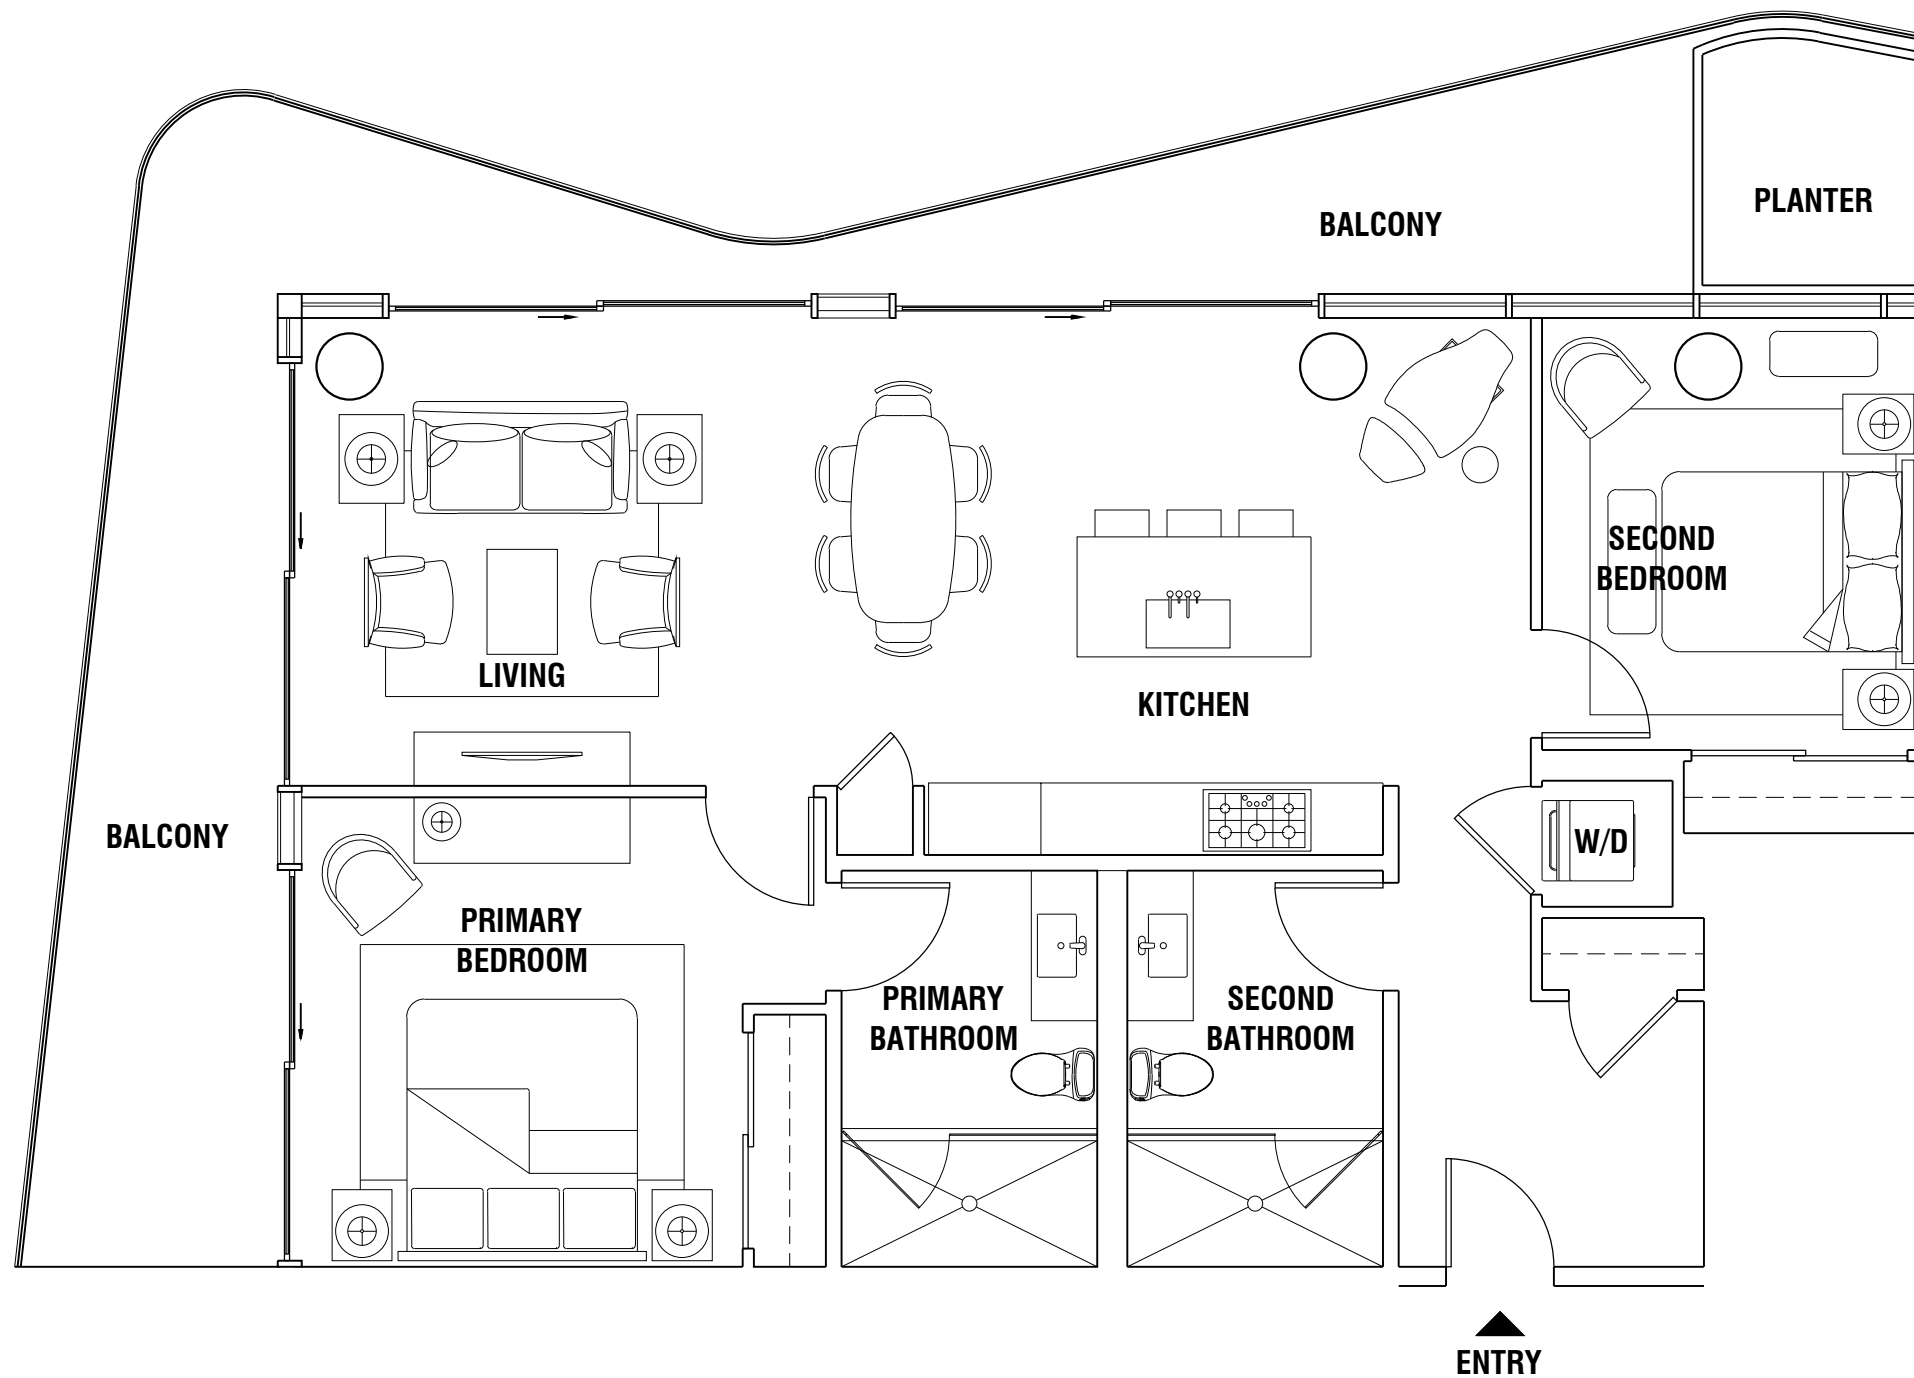 PLANTER
BALCONY
SECOND
BEDROOM
LIVING
KITCHEN
BALCONY
W/D
PRIMARY
BEDROOM
PRIMARY
BATHROOM
SECOND
BATHROOM
ENTRY